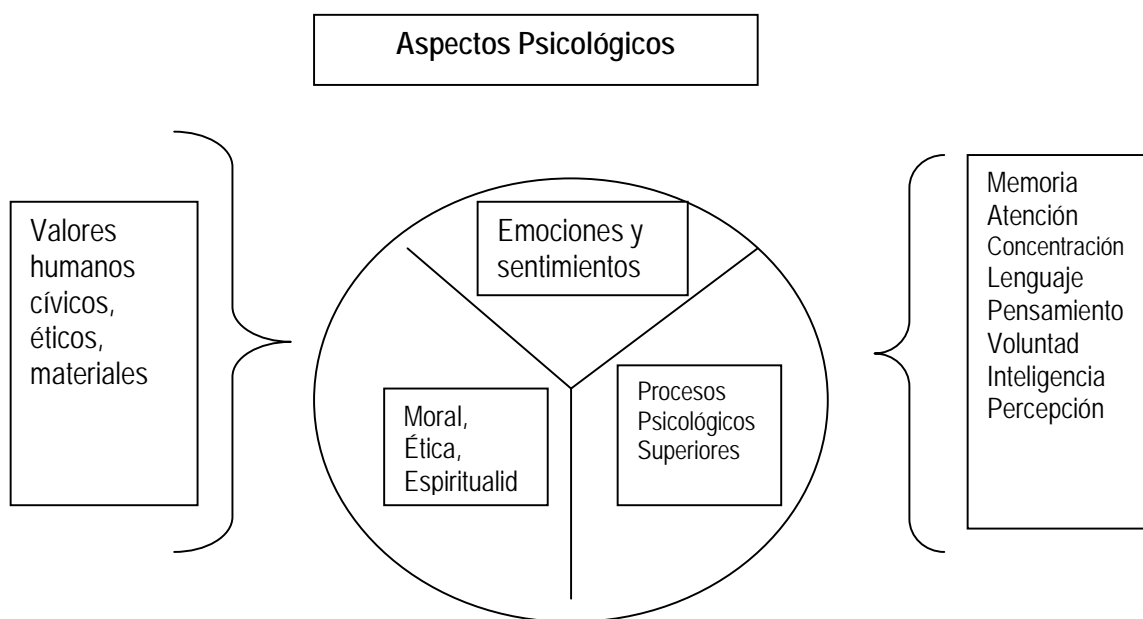 Aspectos Psicológicos
Valores
humanos
cívicos,
éticos,
materiales
Emociones y
sentimientos
Moral,
Ética,
Espiritualid
Procesos
Psicológicos
Superiores
Memoria
Atención
Concentración
Lenguaje
Pensamiento
Voluntad
Inteligencia
Percepción